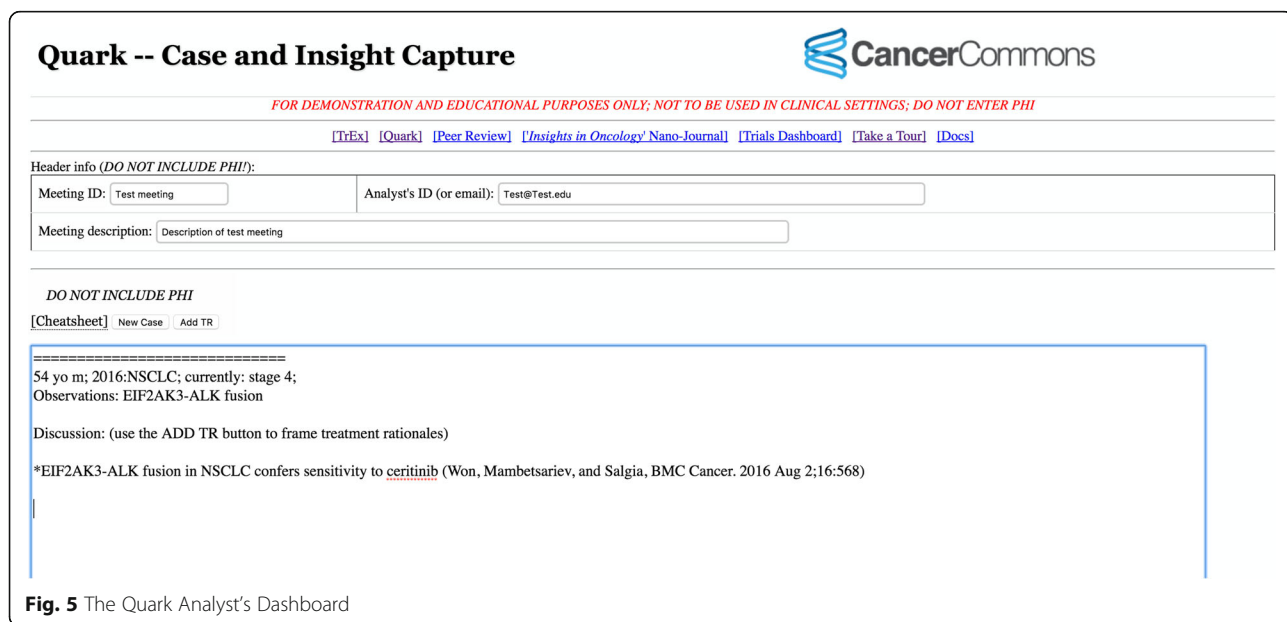 Quark -- Case and Insight Capture
CancerCommons
FOR DEMONSTRATION AND EDUCATIONAL PURPOSES ONLY; NOT TO BE USED IN CLINICAL SETTINGS; DO NOT ENTER PHI
[TrEx] [Quark] [Peer Review] ['Insights in Oncology' Nano-Journal] [Trials Dashboard] [Take a Tour] [Docs]
Header info (DO NOT INCLUDE PHI!):
Meeting ID: Test meeting Analyst's ID (or email): Test@Test.edu
Meeting description: Description of test meeting
DO NOT INCLUDE PHI
[Cheatsheet] New Case Add TR
============================
54 yo m; 2016:NSCLC; currently: stage 4;
Observations: EIF2AK3-ALK fusion
Discussion: (use the ADD TR button to frame treatment rationales)
*EIF2AK3-ALK fusion in NSCLC confers sensitivity to ceritinib (Won, Mambetsariev, and Salgia, BMC Cancer. 2016 Aug 2;16:568)
Fig. 5 The Quark Analyst's Dashboard